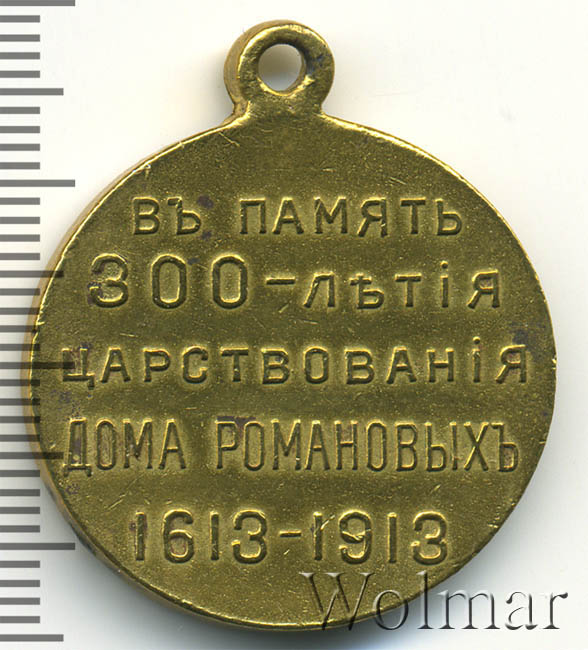 ВЪ ПАМЯТЬ
300-ЛѢТІЯ
ЦАРСТВОВАНІЯ
ДОМА РОМАНОВЫХЪ
1613-1913
Wolmar